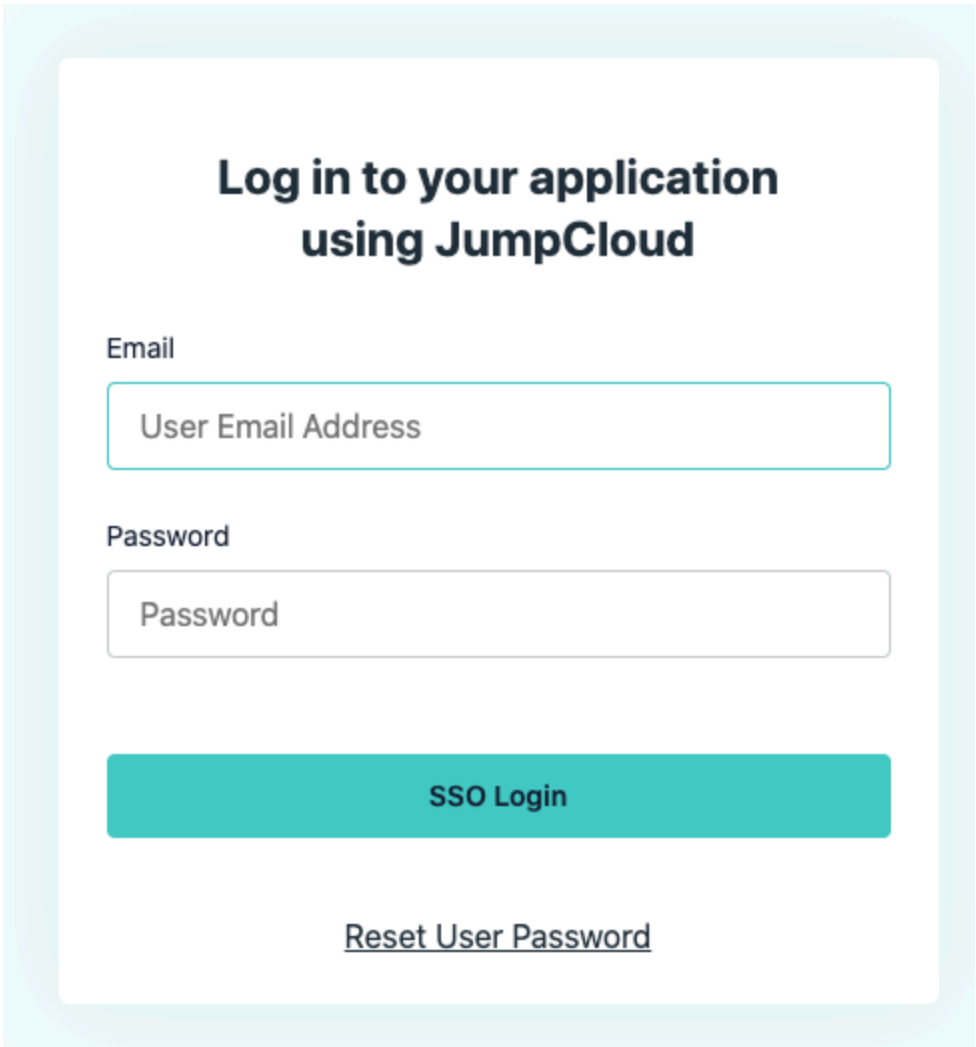 Log in to your application
using JumpCloud
Email
User Email Address
Password
Password
SSO Login
Reset User Password